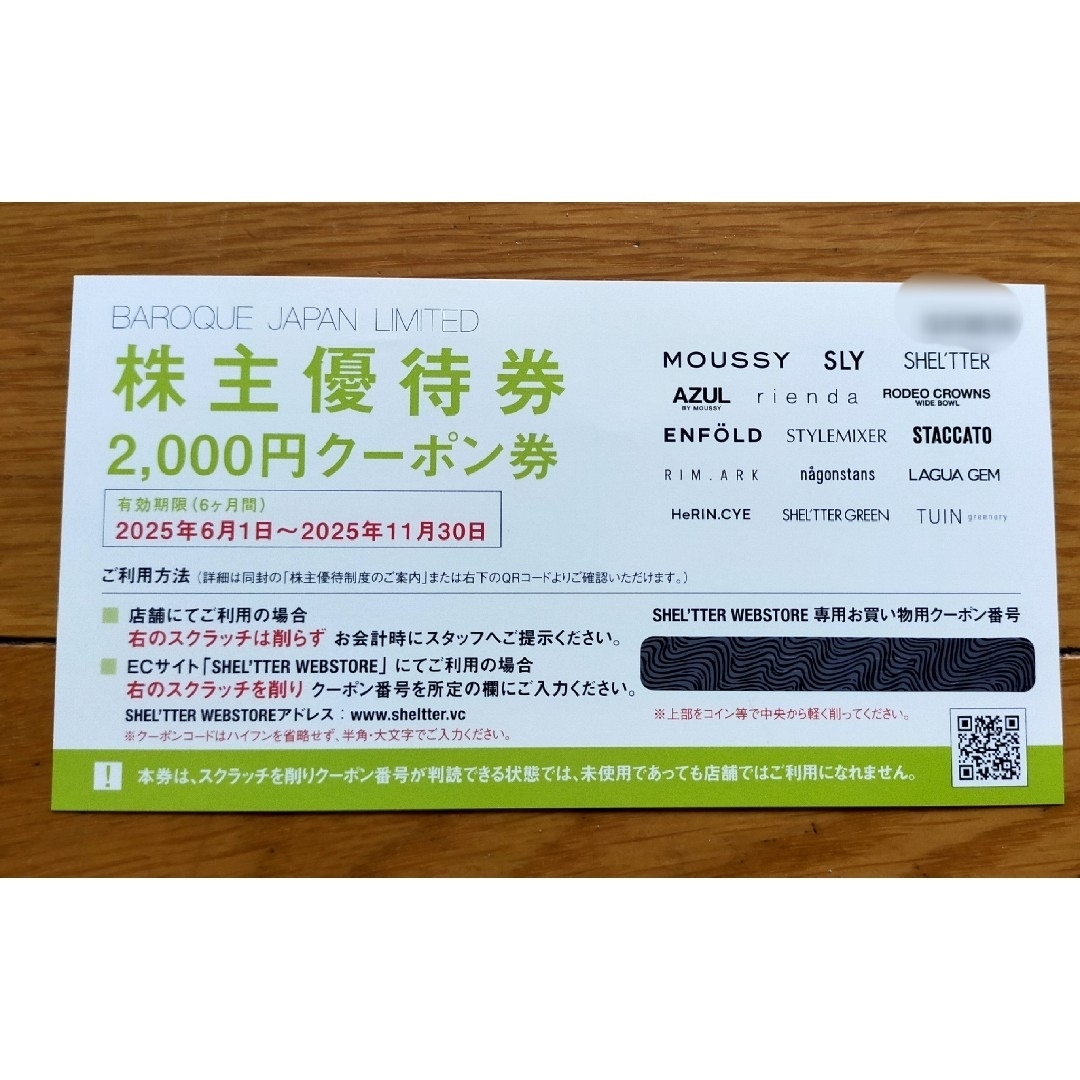 BAROQUE JAPAN LIMITED
株主優待券
2,000円クーポン券
有効期限(6ヶ月間)
2025年6月1日~2025年11月30日
MOUSSY SLY SHEL'TTER
AZUL BY MOUSSY rienda RODEO CROWNS WIDE BOWL
ENFÖLD STYLEMIXER STACCATO
RIM.ARK någonstans LAGUA GEM
HeRIN.CYE SHEL'TTER GREEN TUIN greenery
ご利用方法(詳細は同封の「株主優待制度のご案内」または右下のQRコードよりご確認いただけます。)
店舗にてご利用の場合
右のスクラッチは削らず お会計時にスタッフへご提示ください。
ECサイト「SHEL'TTER WEBSTORE」にてご利用の場合
右のスクラッチを削り クーポン番号を所定の欄にご入力ください。
SHEL'TTER WEBSTOREアドレス:www.sheltter.vc
※クーポンコードはハイフンを省略せず、半角・大文字でご入力ください。
SHEL'TTER WEBSTORE 専用お買い物用クーポン番号
※上部をコイン等で中央から軽く削ってください。
! 本券は、スクラッチを削りクーポン番号が判読できる状態では、未使用であっても店舗ではご利用になれません。